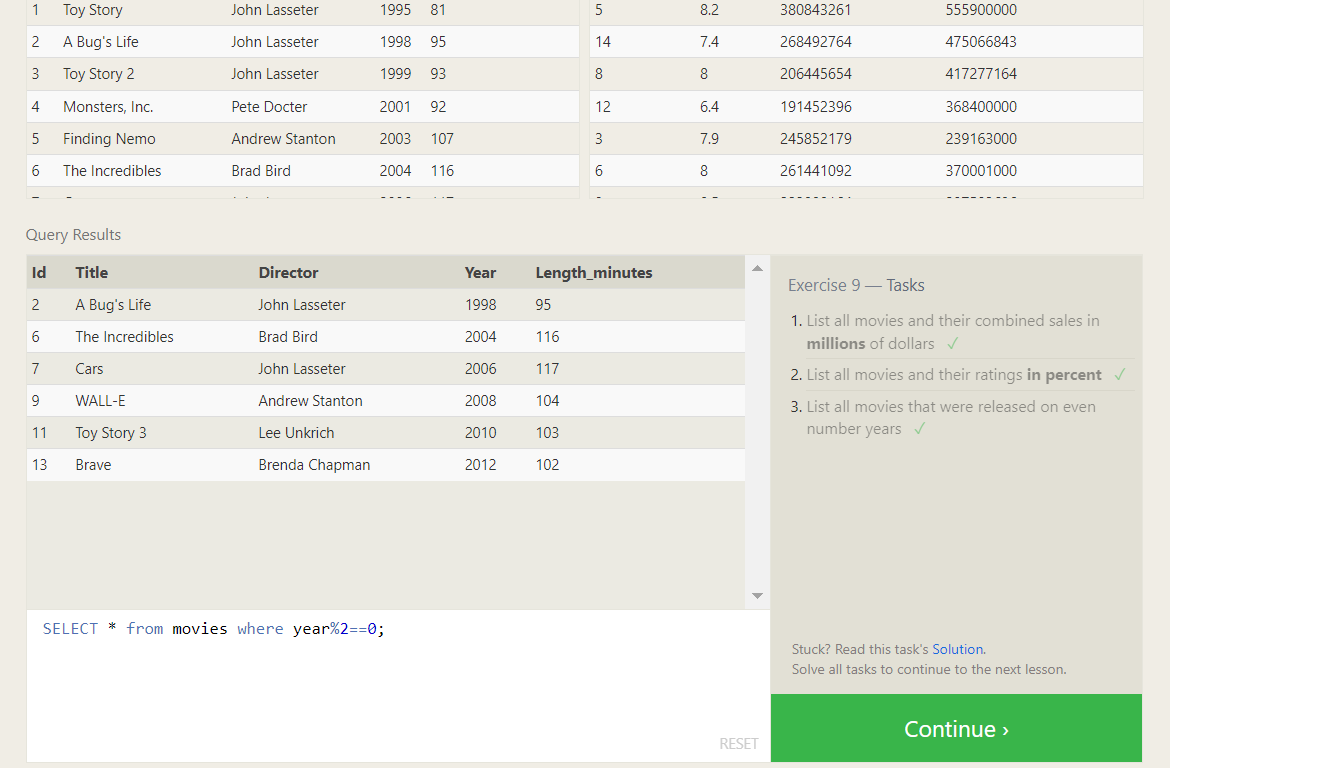 1 Toy Story John Lasseter 1995 81
5 8.2 380843261 555900000
2 A Bug's Life John Lasseter 1998 95
14 7.4 268492764 475066843
3 Toy Story 2 John Lasseter 1999 93
8 8 206445654 417277164
4 Monsters, Inc. Pete Docter 2001 92
12 6.4 191452396 368400000
5 Finding Nemo Andrew Stanton 2003 107
3 7.9 245852179 239163000
6 The Incredibles Brad Bird 2004 116
6 8 261441092 370001000
Query Results
Id Title Director Year Length_minutes
2 A Bug's Life John Lasseter 1998 95
6 The Incredibles Brad Bird 2004 116
7 Cars John Lasseter 2006 117
9 WALL-E Andrew Stanton 2008 104
11 Toy Story 3 Lee Unkrich 2010 103
13 Brave Brenda Chapman 2012 102
SELECT * from movies where year%2==0;
RESET
Exercise 9 — Tasks
1. List all movies and their combined sales in
millions of dollars ✓
2. List all movies and their ratings in percent ✓
3. List all movies that were released on even
number years ✓
Stuck? Read this task's Solution.
Solve all tasks to continue to the next lesson.
Continue ›